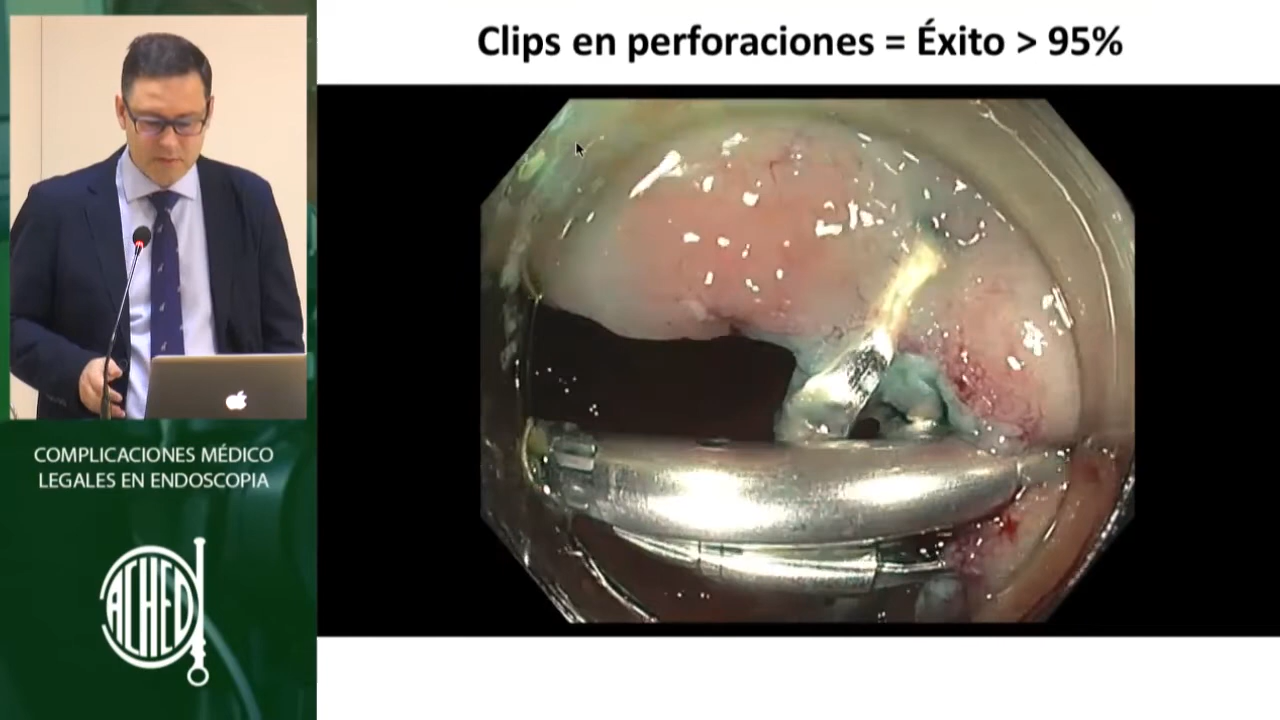 Clips en perforaciones = Éxito > 95%
COMPLICACIONES MÉDICO
LEGALES EN ENDOSCOPIA
ACHED